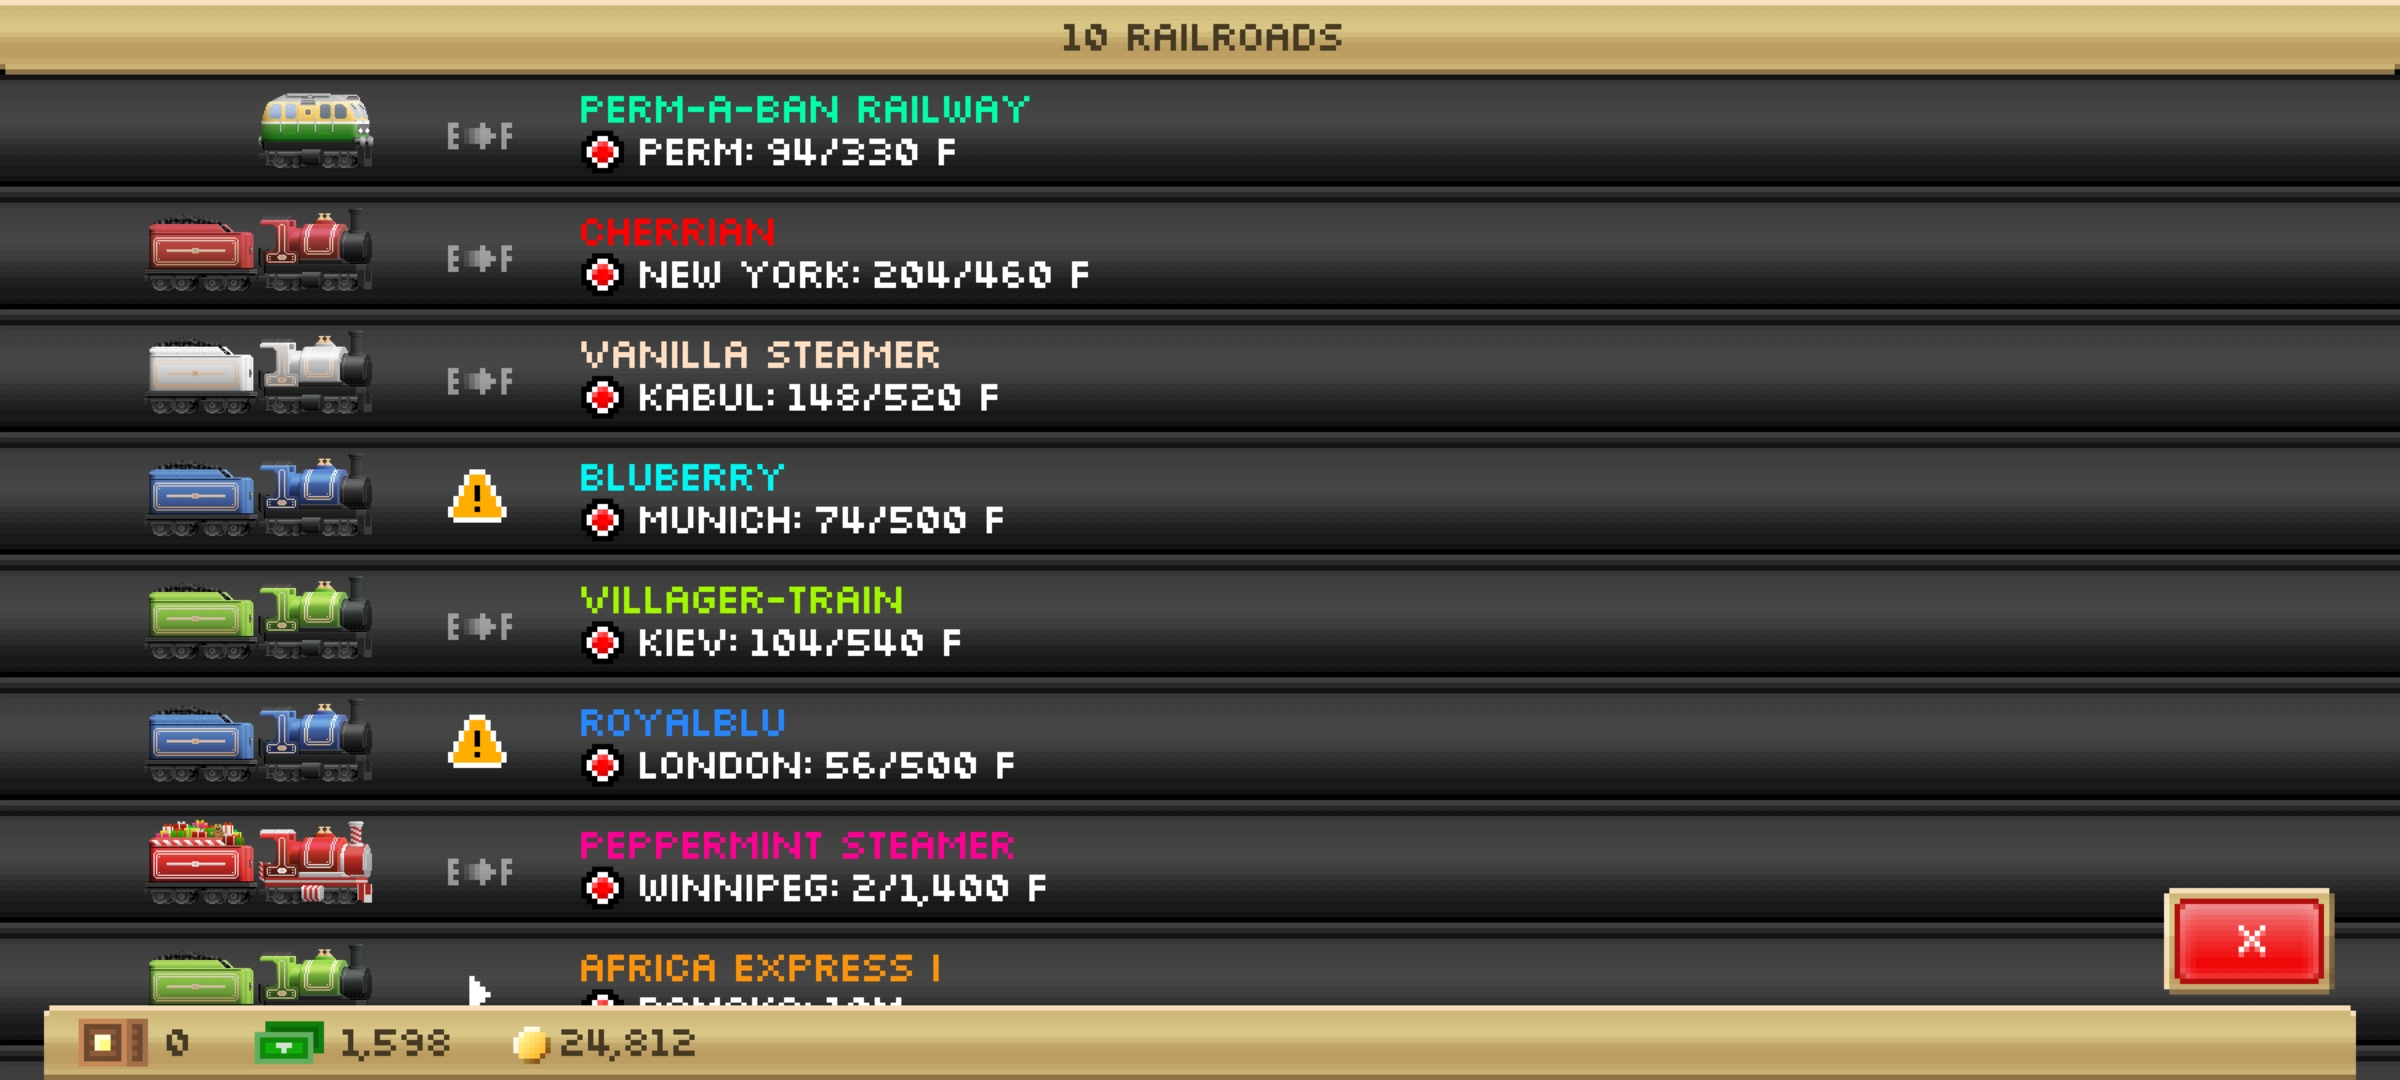 10 RAILROADS
PERM-A-BAN RAILWAY
E F
PERM: 94/330 F
CHERRIAN
E F
NEW YORK: 204/460 F
VANILLA STEAMER
E F
KABUL: 148/520 F
BLUBERRY
!
MUNICH: 74/500 F
VILLAGER-TRAIN
E F
KIEV: 104/540 F
ROYALBLU
!
LONDON: 56/500 F
PEPPERMINT STEAMER
E F
WINNIPEG: 2/1,400 F
AFRICA EXPRESS I
X
0 1,598 24,812